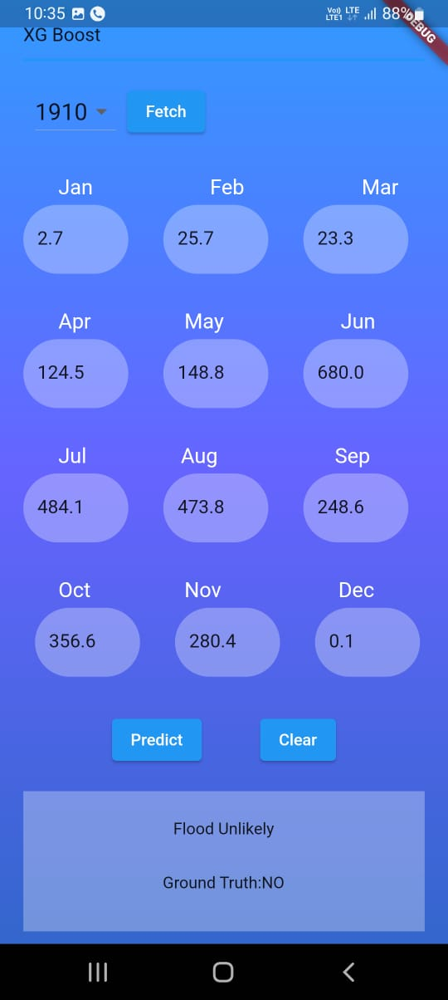 10:35 Vo)) LTE LTE1 88%
DEBUG
XG Boost
1910 Fetch
Jan Feb Mar
2.7 25.7 23.3
Apr May Jun
124.5 148.8 680.0
Jul Aug Sep
484.1 473.8 248.6
Oct Nov Dec
356.6 280.4 0.1
Predict Clear
Flood Unlikely
Ground Truth:NO